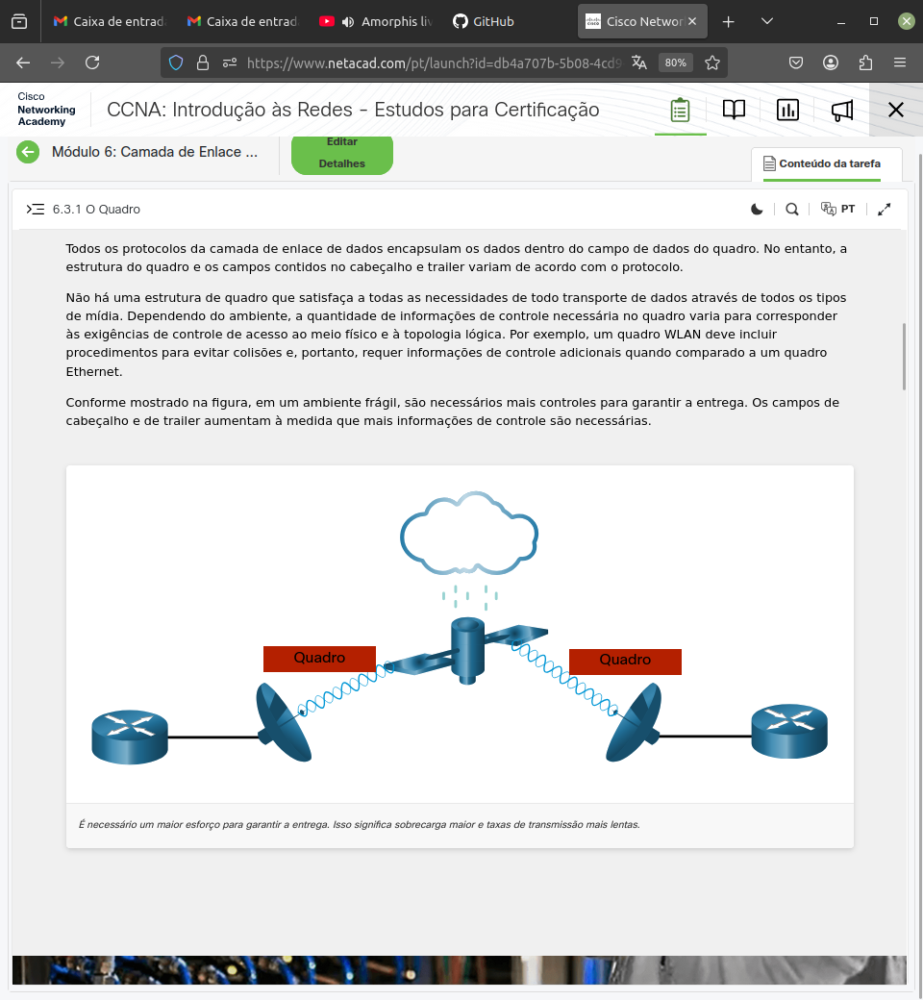 Caixa de entrad
Caixa de entrad
Amorphis liv
GitHub
Cisco Networ
https://www.netacad.com/pt/launch?id=db4a707b-5b08-4cd9
80%
Cisco
Networking
Academy
CCNA: Introdução às Redes – Estudos para Certificação
Módulo 6: Camada de Enlace ...
Editar
Detalhes
Conteúdo da tarefa
6.3.1 O Quadro
PT
Todos os protocolos da camada de enlace de dados encapsulam os dados dentro do campo de dados do quadro. No entanto, a
estrutura do quadro e os campos contidos no cabeçalho e trailer variam de acordo com o protocolo.
Não há uma estrutura de quadro que satisfaça a todas as necessidades de todo transporte de dados através de todos os tipos
de mídia. Dependendo do ambiente, a quantidade de informações de controle necessária no quadro varia para corresponder
às exigências de controle de acesso ao meio físico e à topologia lógica. Por exemplo, um quadro WLAN deve incluir
procedimentos para evitar colisões e, portanto, requer informações de controle adicionais quando comparado a um quadro
Ethernet.
Conforme mostrado na figura, em um ambiente frágil, são necessários mais controles para garantir a entrega. Os campos de
cabeçalho e de trailer aumentam à medida que mais informações de controle são necessárias.
Quadro
Quadro
É necessário um maior esforço para garantir a entrega. Isso significa sobrecarga maior e taxas de transmissão mais lentas.